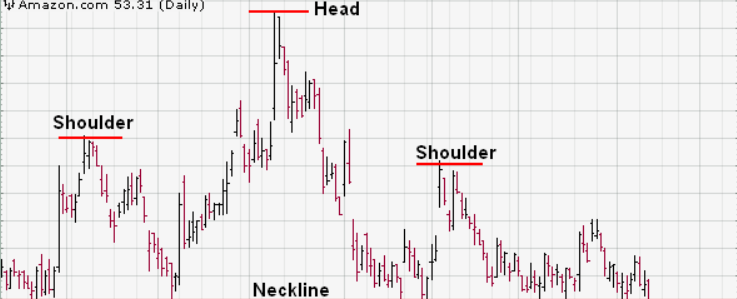 Amazon.com 53.31 (Daily)
Head
Shoulder
Shoulder
Neckline